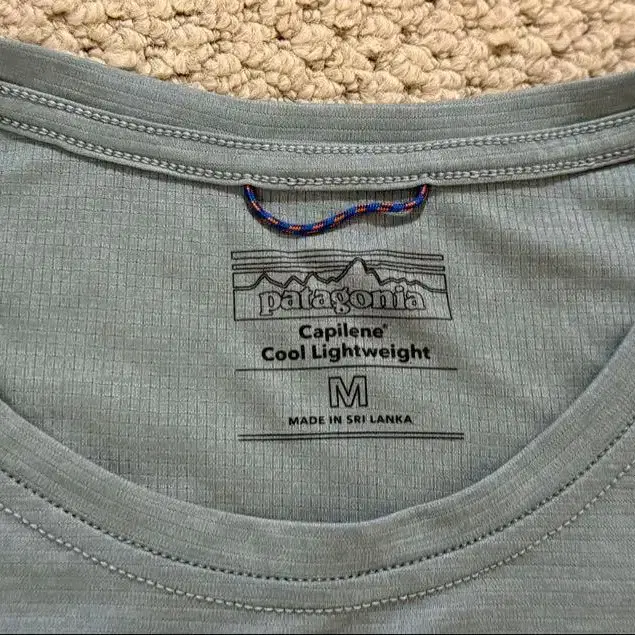 patagonia
Capilene®
Cool Lightweight
M
MADE IN SRI LANKA